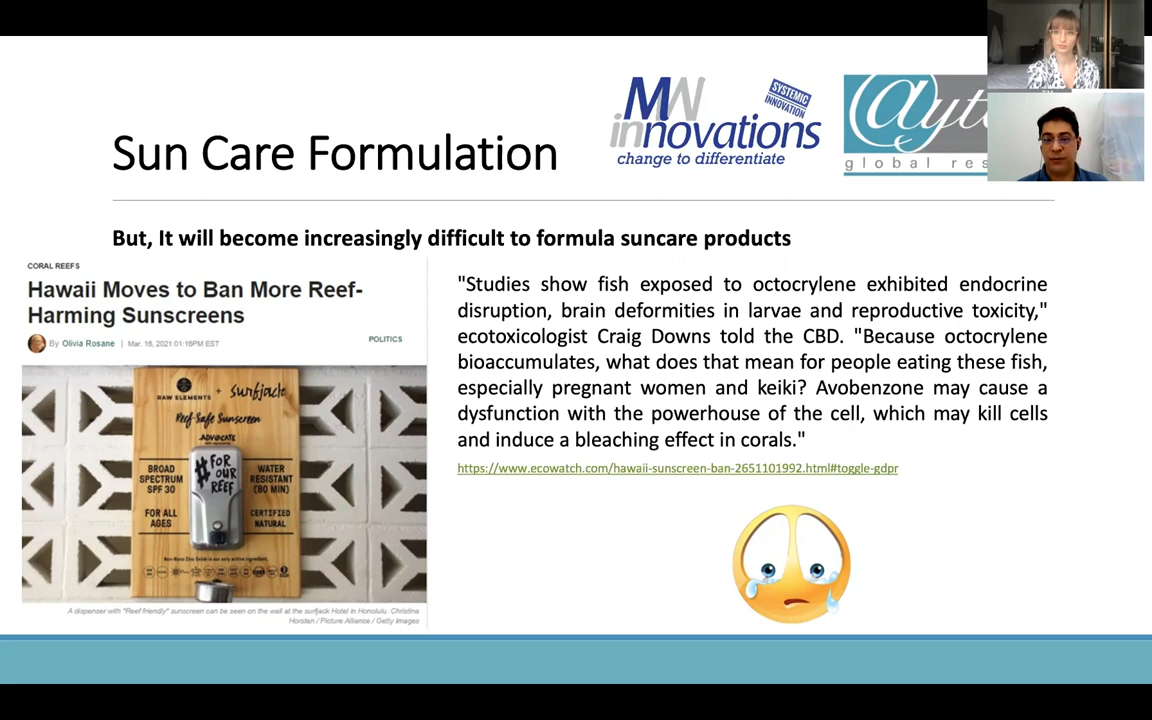 MW
innovations
SYSTEMIC
INNOVATION
change to differentiate
@yt
global res
Sun Care Formulation
But, It will become increasingly difficult to formula suncare products
CORAL REEFS
Hawaii Moves to Ban More Reef-
Harming Sunscreens
By Olivia Rosane | Mar. 16, 2021 01:16PM EST
POLITICS
RAW ELEMENTS + surfjack
Reef-Safe Sunscreen
ADVOCATE
BROAD
SPECTRUM
SPF 30
#FOR
OUR
REEF
WATER
RESISTANT
(80 MIN)
FOR ALL
AGES
CERTIFIED
NATURAL
A dispenser with "Reef friendly" sunscreen can be seen on the wall at the surfjack Hotel in Honolulu. Christina
Horsten / Picture Alliance / Getty Images
"Studies show fish exposed to octocrylene exhibited endocrine
disruption, brain deformities in larvae and reproductive toxicity,"
ecotoxicologist Craig Downs told the CBD. "Because octocrylene
bioaccumulates, what does that mean for people eating these fish,
especially pregnant women and keiki? Avobenzone may cause a
dysfunction with the powerhouse of the cell, which may kill cells
and induce a bleaching effect in corals."
https://www.ecowatch.com/hawaii-sunscreen-ban-2651101992.html#toggle-gdpr